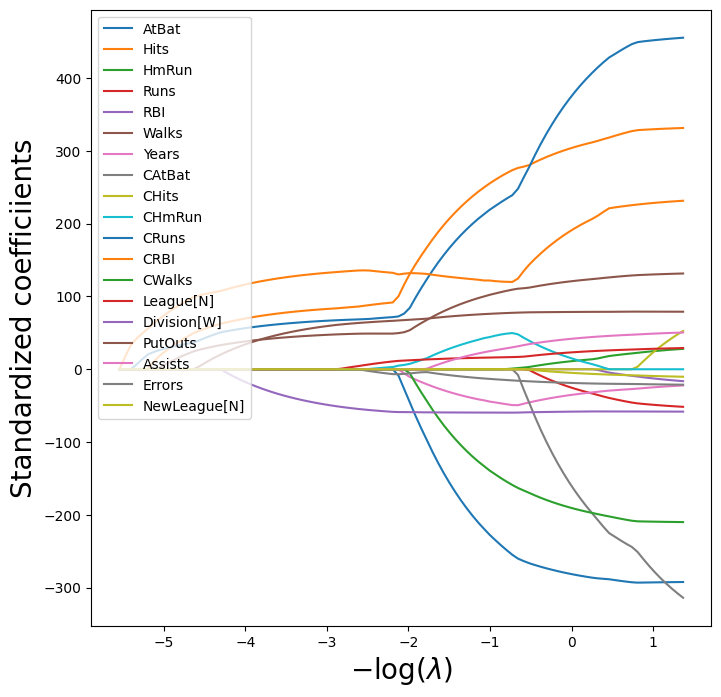 AtBat
Hits
HmRun
Runs
RBI
Walks
Years
CAtBat
CHits
CHmRun
CRuns
CRBI
CWalks
League[N]
Division[W]
PutOuts
Assists
Errors
NewLeague[N]
Standardized coefficiients
400
300
200
100
0
−100
−200
−300
−5 −4 −3 −2 −1 0 1
−log(λ)